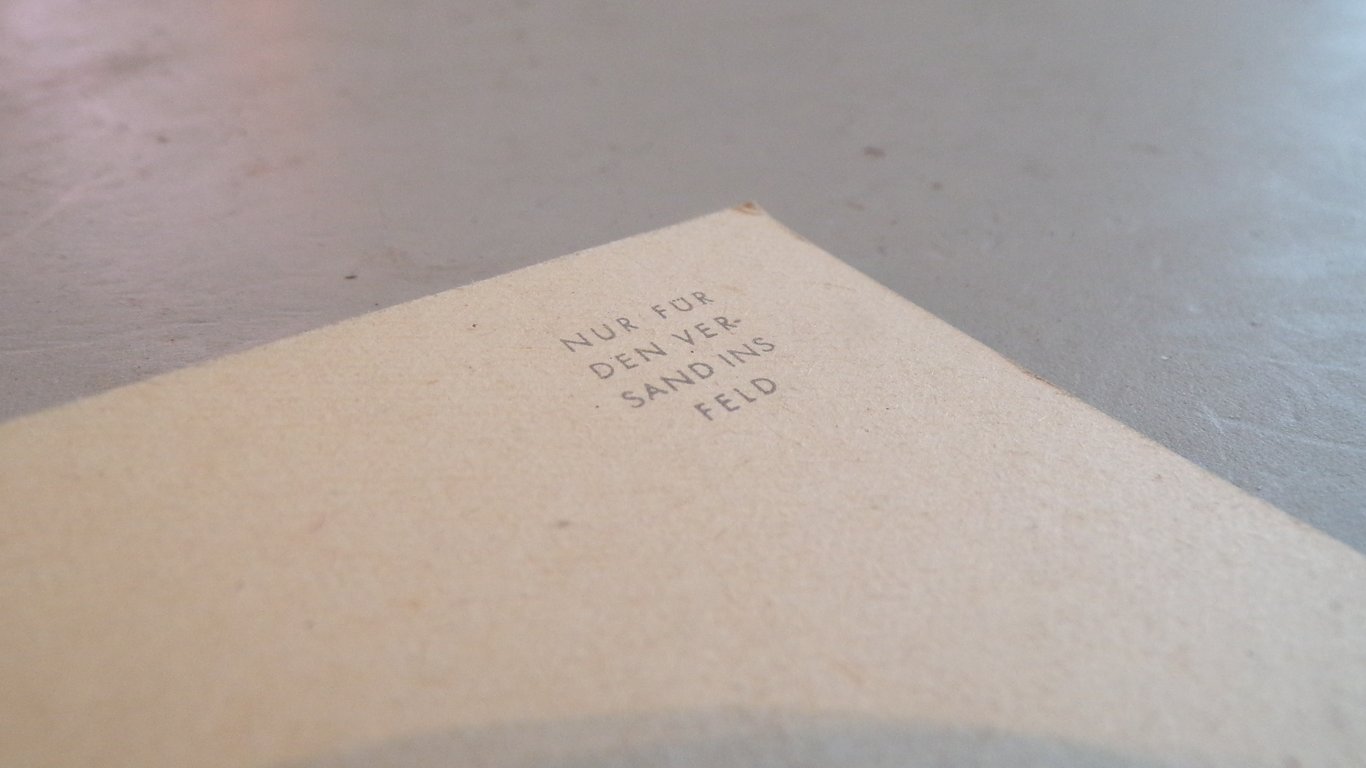 NUR FÜR
DEN VER-
SAND INS
FELD